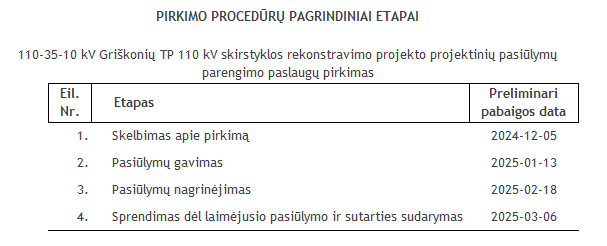 PIRKIMO PROCEDŪRŲ PAGRINDINIAI ETAPAI
110-35-10 kV Griškonių TP 110 kV skirstyklos rekonstravimo projekto projektinių pasiūlymų
parengimo paslaugų pirkimas
Eil. Nr. Etapas Preliminari pabaigos data
1. Skelbimas apie pirkimą 2024-12-05
2. Pasiūlymų gavimas 2025-01-13
3. Pasiūlymų nagrinėjimas 2025-02-18
4. Sprendimas dėl laimėjusio pasiūlymo ir sutarties sudarymas 2025-03-06